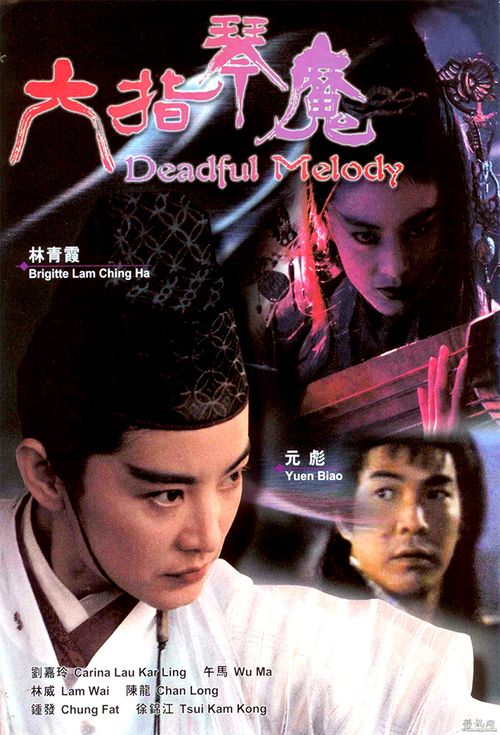 六指琴魔
Deadful Melody
林青霞
Brigitte Lam Ching Ha
元彪
Yuen Biao
劉嘉玲 Carina Lau Kar Ling 午馬 Wu Ma
林威 Lam Wai 陳龍 Chan Long
鍾發 Chung Fat 徐錦江 Tsui Kam Kong